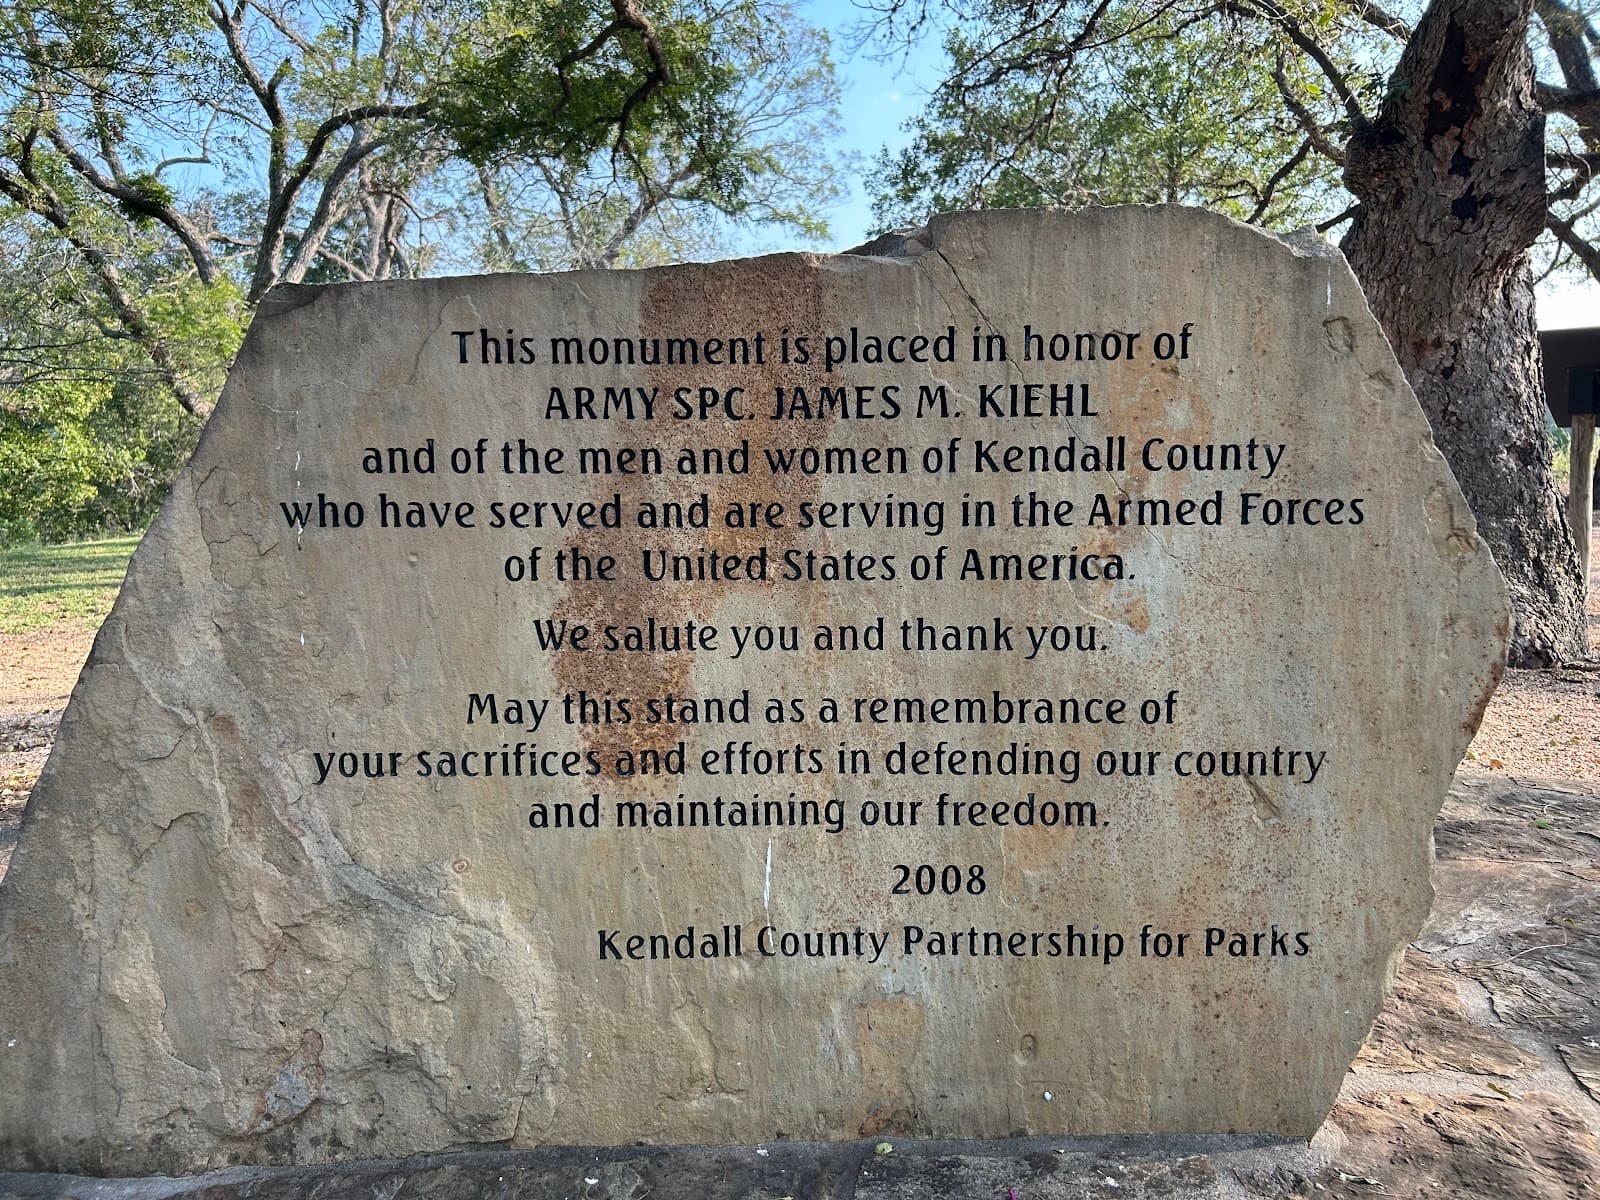 This monument is placed in honor of
ARMY SPC. JAMES M. KIEHL
and of the men and women of Kendall County
who have served and are serving in the Armed Forces
of the United States of America.
We salute you and thank you.
May this stand as a remembrance of
your sacrifices and efforts in defending our country
and maintaining our freedom.
2008
Kendall County Partnership for Parks